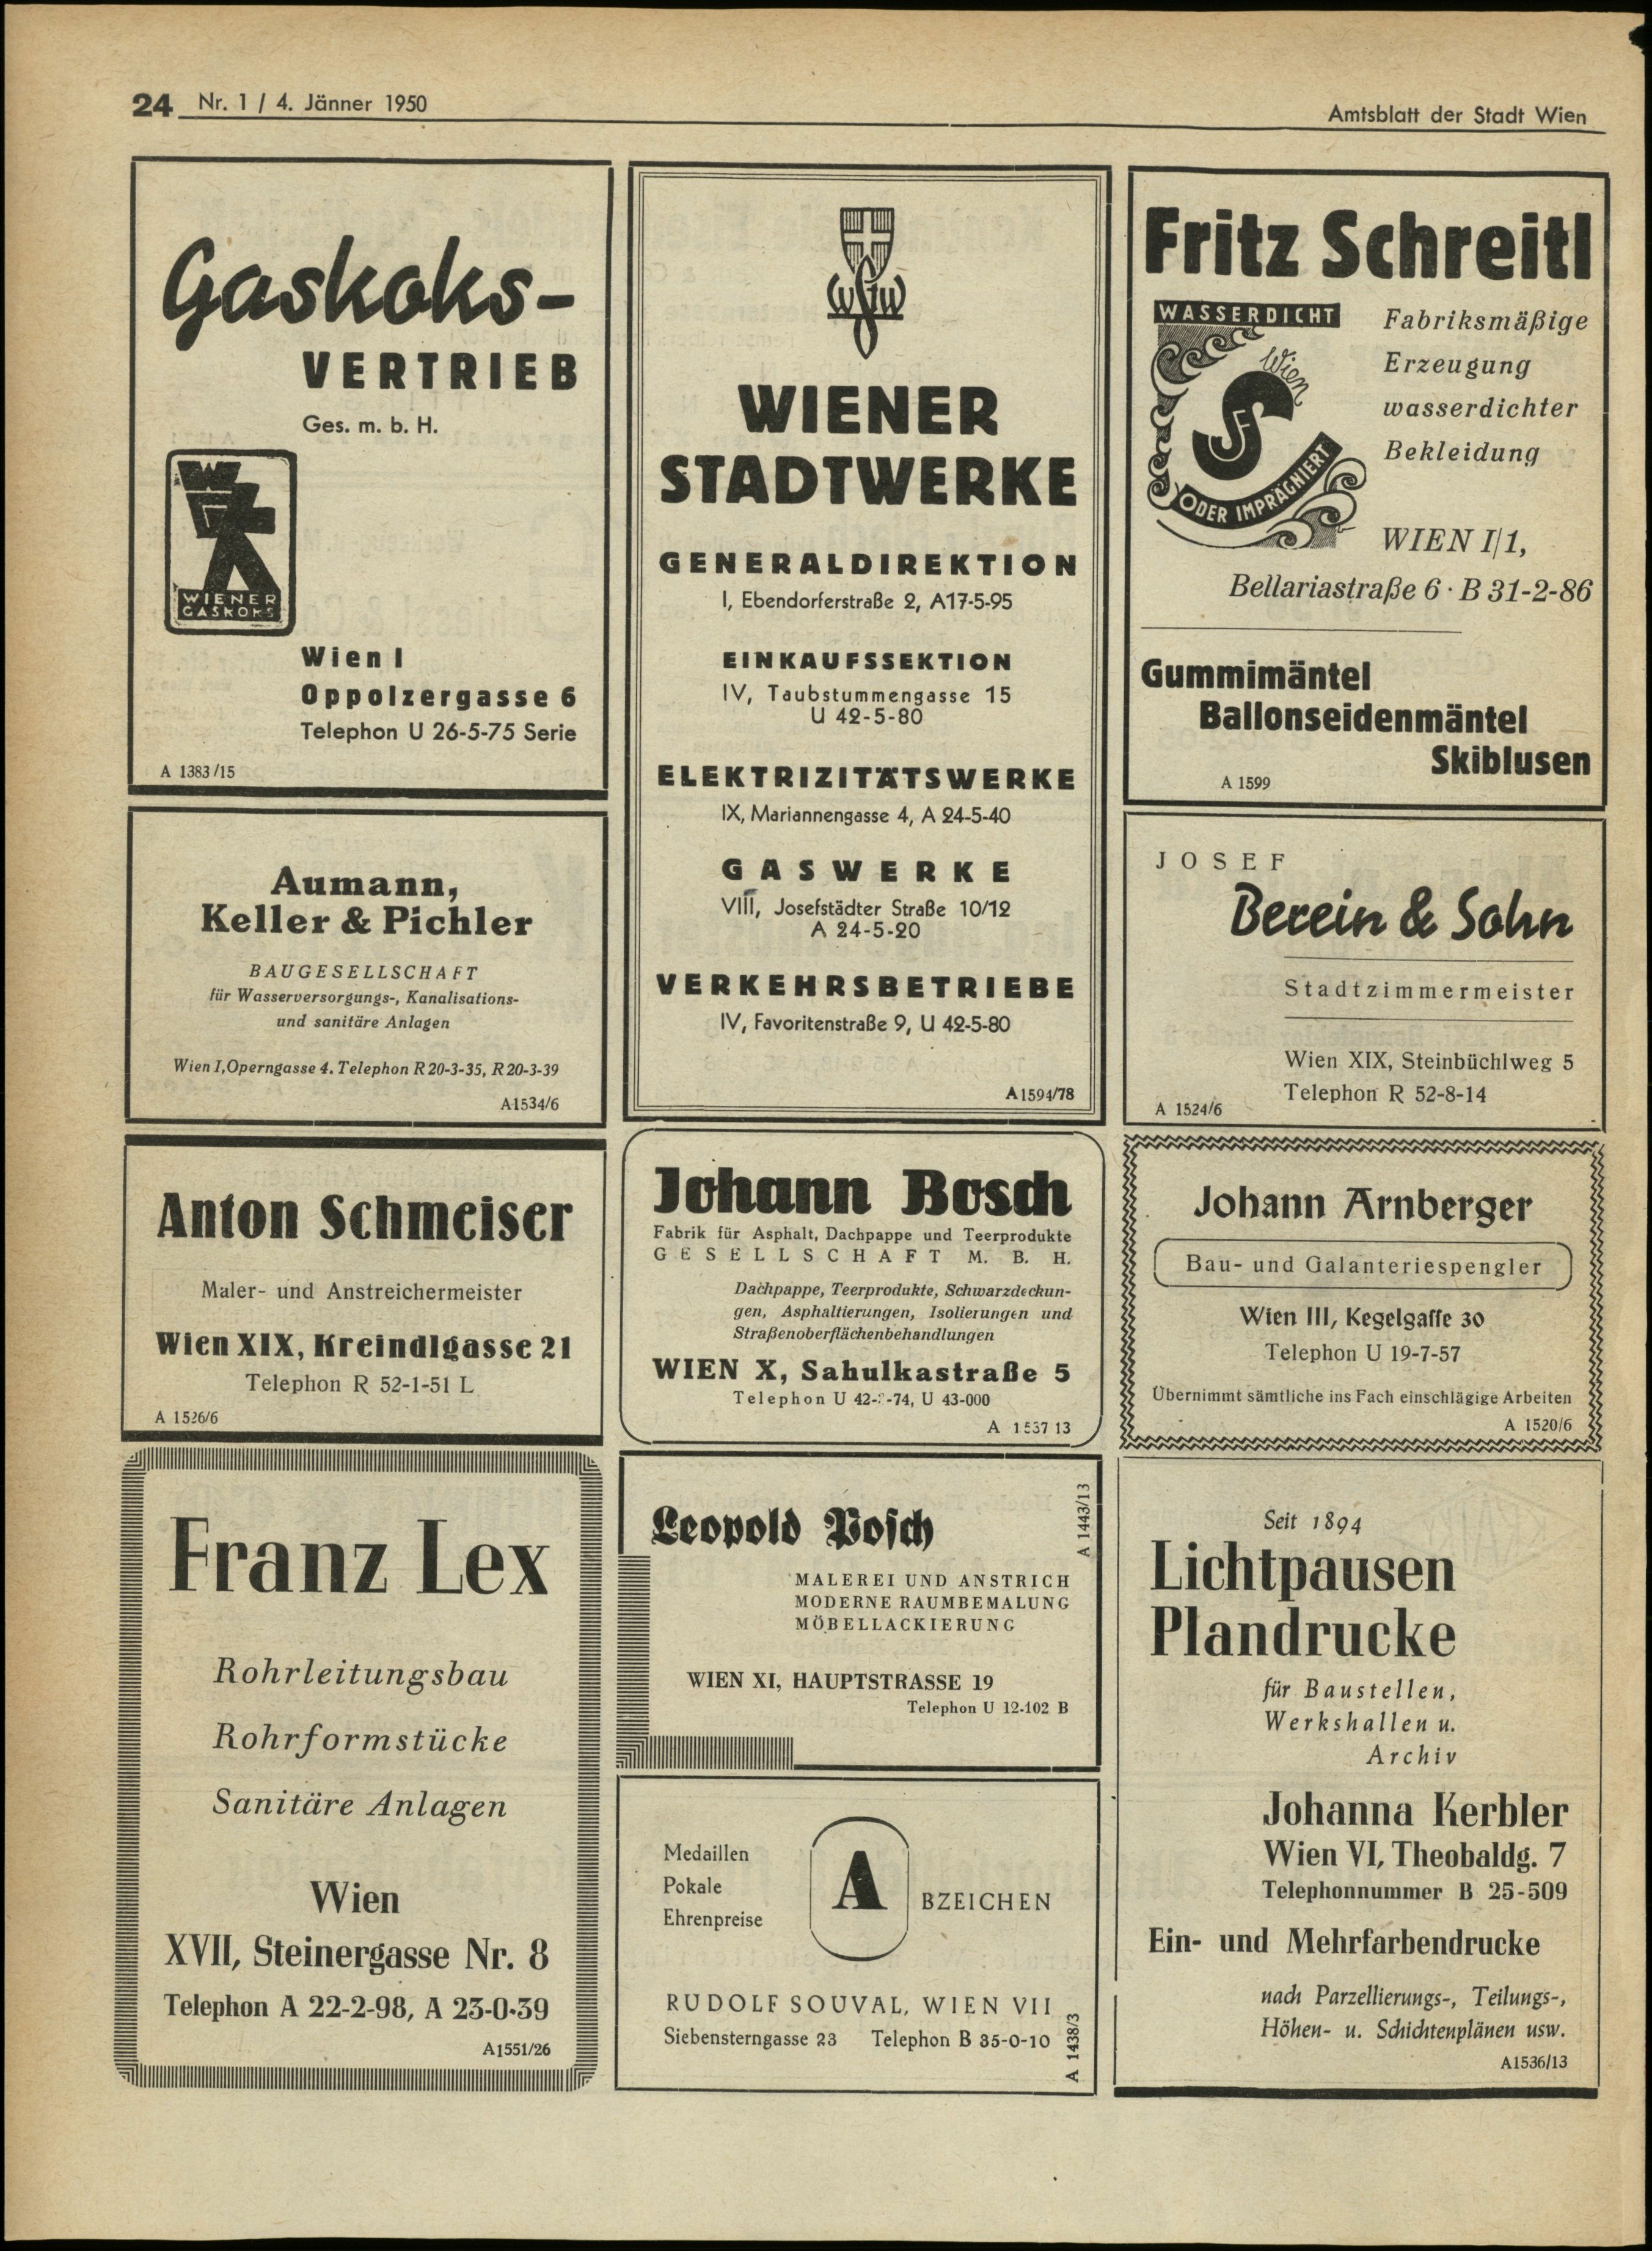 24 Nr. 1 / 4. Jänner 1950
Amtsblatt der Stadt Wien
Gaskoks-
VERTRIEB
Ges. m. b. H.
WIENER
GASKOKS
Wien I
Oppolzergasse 6
Telephon U 26-5-75 Serie
A 1383/15
Aumann,
Keller & Pichler
BAUGESELLSCHAFT
für Wasserversorgungs-, Kanalisations-
und sanitäre Anlagen
Wien I, Operngasse 4. Telephon R 20-3-35, R 20-3-39
A1534/6
Anton Schmeiser
Maler- und Anstreichermeister
Wien XIX, Kreindlgasse 21
Telephon R 52-1-51 L
A 1526/6
Franz Lex
Rohrleitungsbau
Rohrformstücke
Sanitäre Anlagen
Wien
XVII, Steinergasse Nr. 8
Telephon A 22-2-98, A 23-0-39
A1551/26
WStW
WIENER
STADTWERKE
GENERALDIREKTION
I, Ebendorferstraße 2, A17-5-95
EINKAUFSSEKTION
IV, Taubstummengasse 15
U 42-5-80
ELEKTRIZITÄTSWERKE
IX, Mariannengasse 4, A 24-5-40
GASWERKE
VIII, Josefstädter Straße 10/12
A 24-5-20
VERKEHRSBETRIEBE
IV, Favoritenstraße 9, U 42-5-80
A1594/78
Johann Bosch
Fabrik für Asphalt, Dachpappe und Teerprodukte
GESELLSCHAFT M. B. H.
Dachpappe, Teerprodukte, Schwarzdeckun-
gen, Asphaltierungen, Isolierungen und
Straßenoberflächenbehandlungen
WIEN X, Sahulkastraße 5
Telephon U 42- -74, U 43-000
A 1537 13
Leopold Posch
A 1443/13
MALEREI UND ANSTRICH
MODERNE RAUMBEMALUNG
MÖBELLACKIERUNG
WIEN XI, HAUPTSTRASSE 19
Telephon U 12-102 B
Medaillen
Pokale
Ehrenpreise
ABZEICHEN
RUDOLF SOUVAL, WIEN VII
Siebensterngasse 23 Telephon B 35-0-10
A 1438/3
Fritz Schreitl
WASSERDICHT
Wien
SF
ODER IMPRÄGNIERT
Fabriksmäßige
Erzeugung
wasserdichter
Bekleidung
WIEN I/1,
Bellariastraße 6 · B 31-2-86
Gummimäntel
Ballonseidenmäntel
Skiblusen
A 1599
JOSEF
Berein & Sohn
Stadtzimmermeister
Wien XIX, Steinbüchlweg 5
Telephon R 52-8-14
A 1524/6
Johann Arnberger
Bau- und Galanteriespengler
Wien III, Kegelgasse 30
Telephon U 19-7-57
Übernimmt sämtliche ins Fach einschlägige Arbeiten
A 1520/6
Seit 1894
Lichtpausen
Plandrucke
für Baustellen,
Werkshallen u.
Archiv
Johanna Kerbler
Wien VI, Theobaldg. 7
Telephonnummer B 25-509
Ein- und Mehrfarbendrucke
nach Parzellierungs-, Teilungs-,
Höhen- u. Schichtenplänen usw.
A1536/13